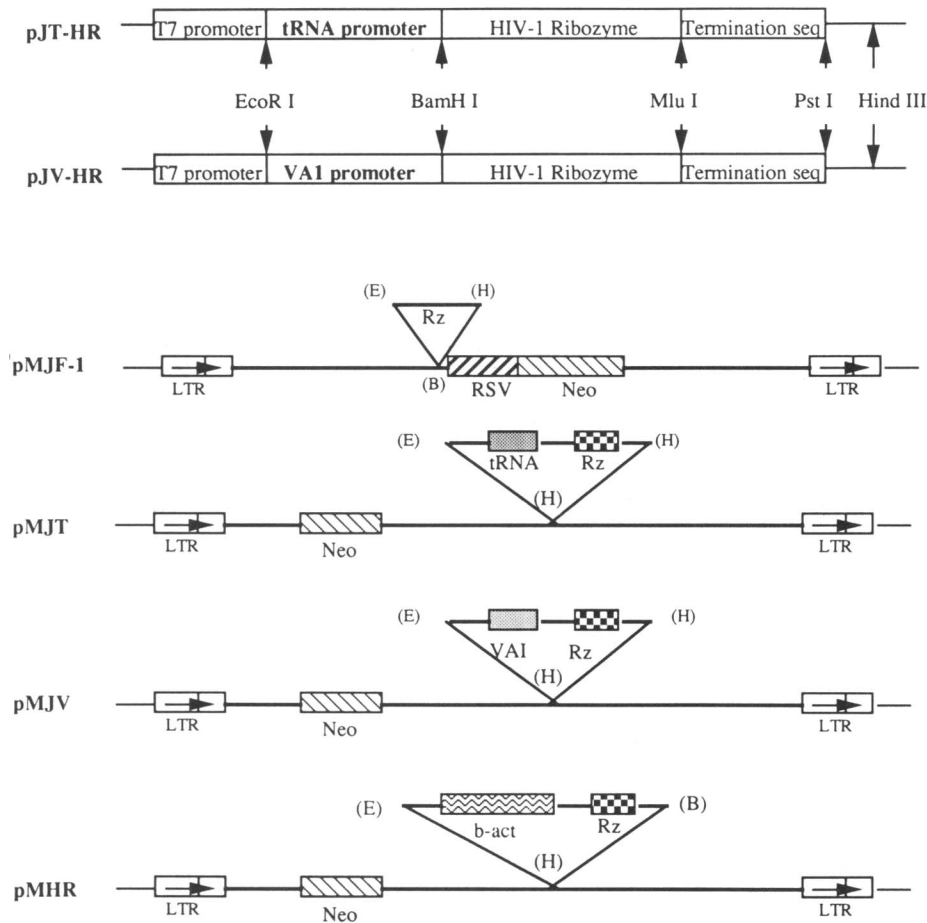 pJT-HR T7 promoter tRNA promoter HIV-1 Ribozyme Termination seq
EcoR I BamH I Mlu I Pst I Hind III
pJV-HR T7 promoter VA1 promoter HIV-1 Ribozyme Termination seq
(E) (H)
Rz
pMJF-1
LTR (B) RSV Neo LTR
(E) (H)
tRNA Rz
(H)
pMJT
LTR Neo LTR
(E) (H)
VAI Rz
(H)
pMJV
LTR Neo LTR
(E) (B)
b-act Rz
(H)
pMHR
LTR Neo LTR